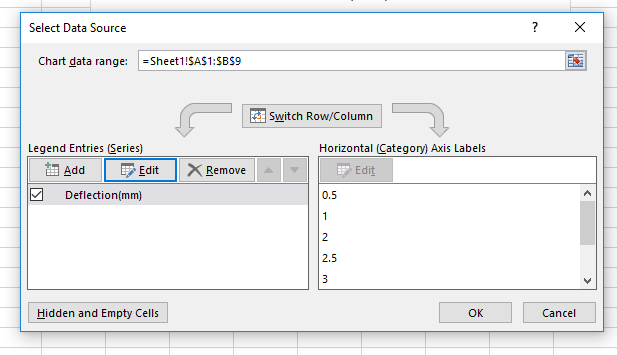 Select Data Source
?
Chart data range: =Sheet1!$A$1:$B$9
Switch Row/Column
Legend Entries (Series)
Add Edit Remove
Deflection(mm)
Horizontal (Category) Axis Labels
Edit
0.5
1
2
2.5
3
Hidden and Empty Cells
OK Cancel